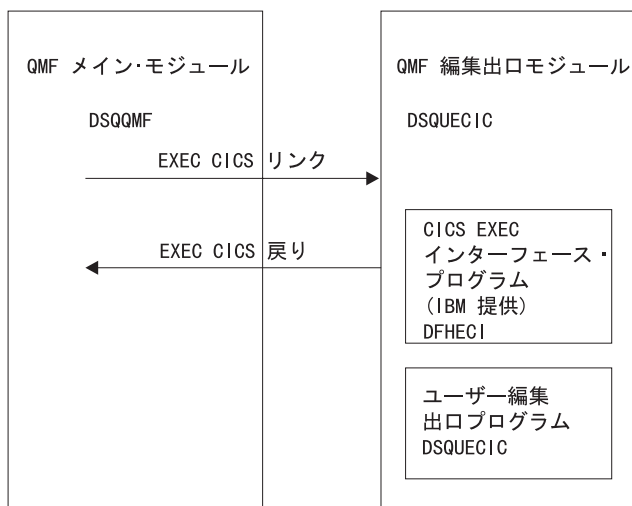 QMF メイン・モジュール
DSQQMF
QMF 編集出口モジュール
DSQUECIC
EXEC CICS リンク
EXEC CICS 戻り
CICS EXEC
インターフェース・
プログラム
(IBM 提供)
DFHECI
ユーザー編集
出口プログラム
DSQUECIC